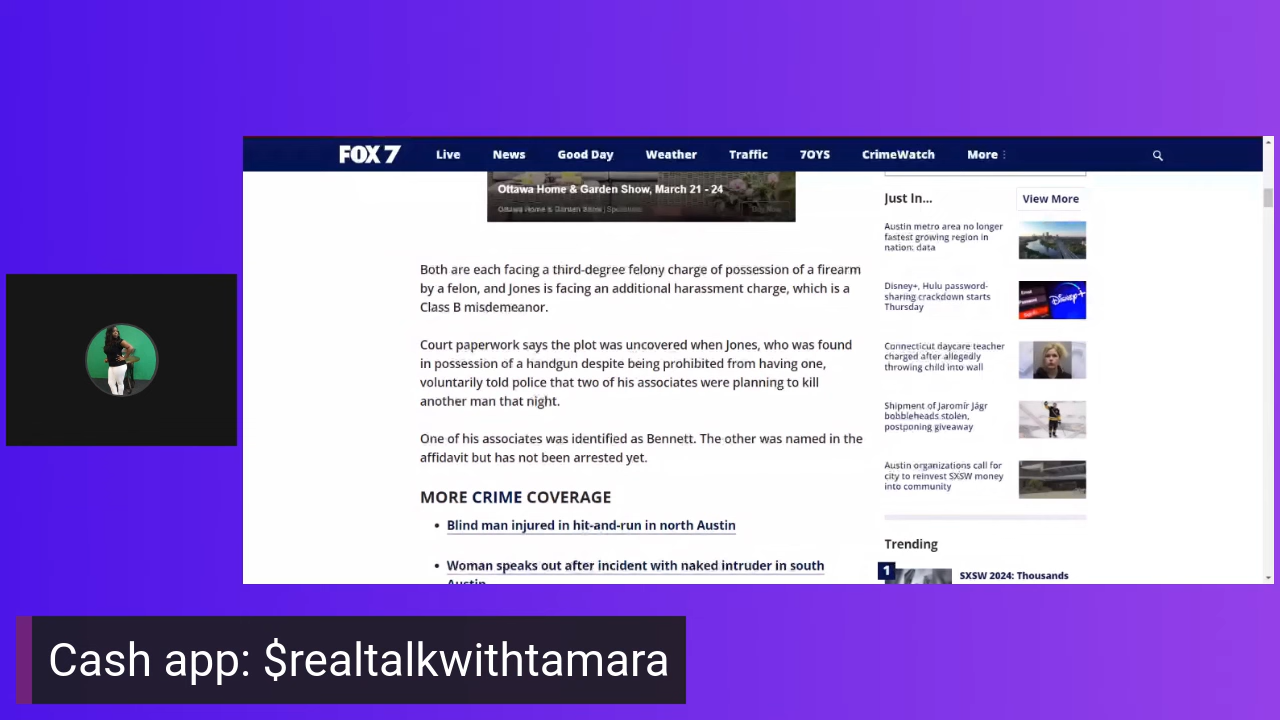 FOX 7
Live
News
Good Day
Weather
Traffic
7OYS
CrimeWatch
More
Ottawa Home & Garden Show, March 21 - 24
Ottawa Home & Garden Show
Both are each facing a third-degree felony charge of possession of a firearm
by a felon, and Jones is facing an additional harassment charge, which is a
Class B misdemeanor.
Court paperwork says the plot was uncovered when Jones, who was found
in possession of a handgun despite being prohibited from having one,
voluntarily told police that two of his associates were planning to kill
another man that night.
One of his associates was identified as Bennett. The other was named in the
affidavit but has not been arrested yet.
MORE CRIME COVERAGE
• Blind man injured in hit-and-run in north Austin
• Woman speaks out after incident with naked intruder in south
Austin
Just In...
View More
Austin metro area no longer
fastest growing region in
nation: data
Disney+, Hulu password-
sharing crackdown starts
Thursday
Disney+
Connecticut daycare teacher
charged after allegedly
throwing child into wall
Shipment of Jaromír Jágr
bobbleheads stolen,
postponing giveaway
Austin organizations call for
city to reinvest SXSW money
into community
Trending
1
SXSW 2024: Thousands
Cash app: $realtalkwithtamara